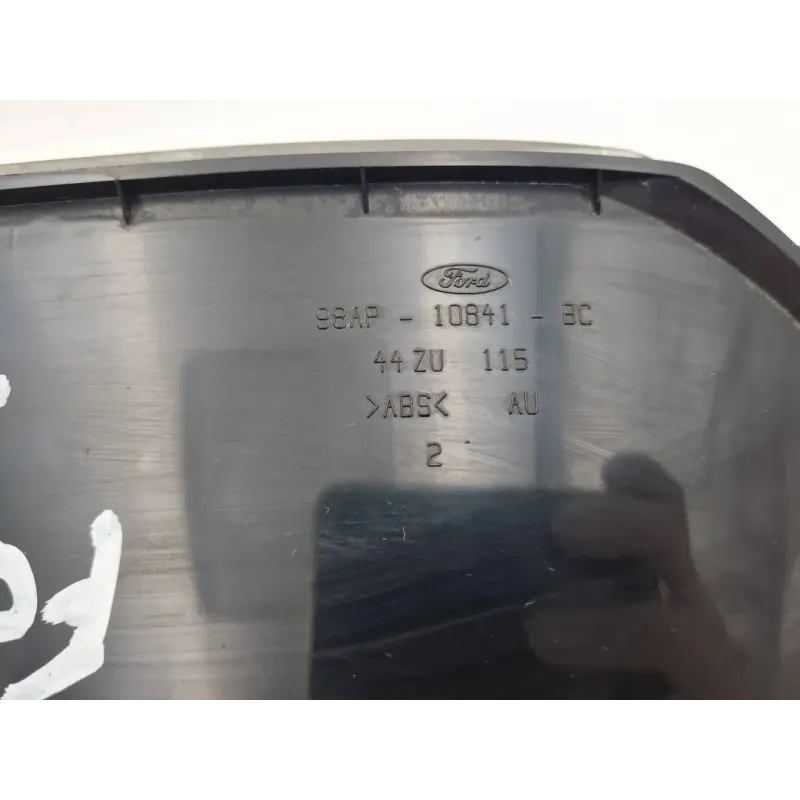 Ford
98AP - 10841 - BC
44 ZU 115
>ABS< AU
2